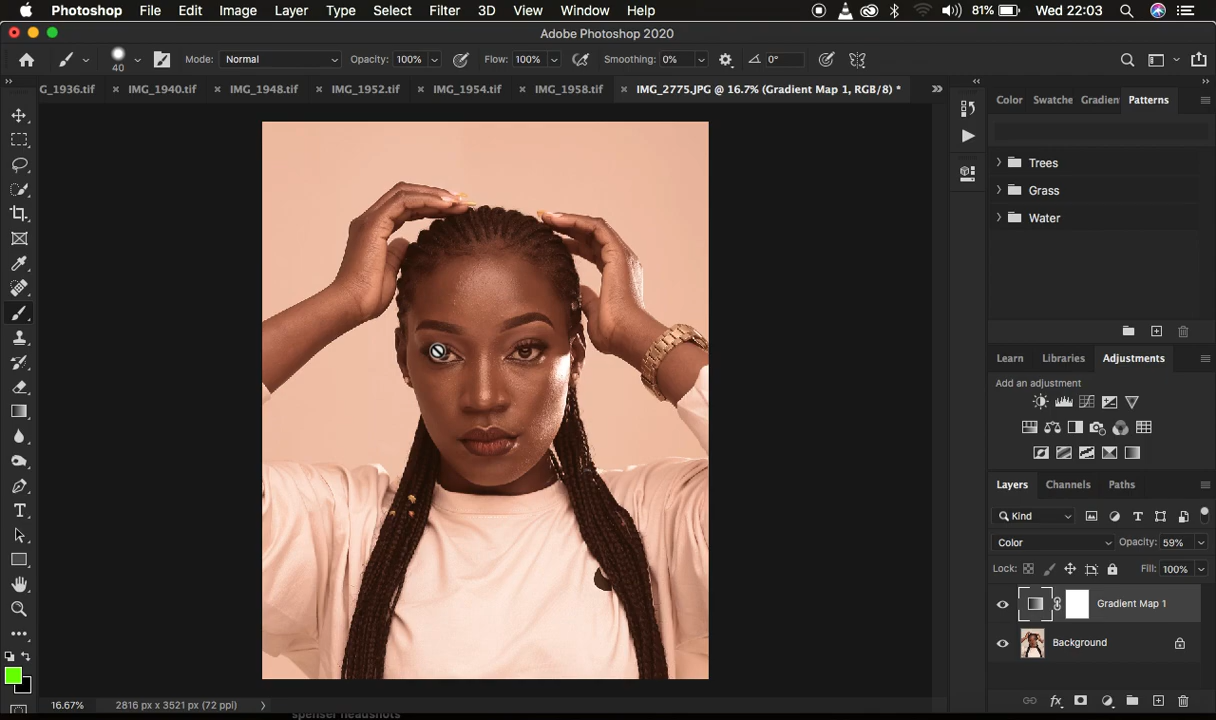 Photoshop File Edit Image Layer Type Select Filter 3D View Window Help 81% Wed 22:03
Adobe Photoshop 2020
40 Mode: Normal Opacity: 100% Flow: 100% Smoothing: 0% 0°
G_1936.tif × IMG_1940.tif × IMG_1948.tif × IMG_1952.tif × IMG_1954.tif × IMG_1958.tif × IMG_2775.JPG @ 16.7% (Gradient Map 1, RGB/8) *
Color Swatche Gradien Patterns
Trees
Grass
Water
Learn Libraries Adjustments
Add an adjustment
Layers Channels Paths
Kind
Color Opacity: 59%
Lock: Fill: 100%
Gradient Map 1
Background
16.67% 2816 pix x 3521 pix (72 ppi)
spenser headshots